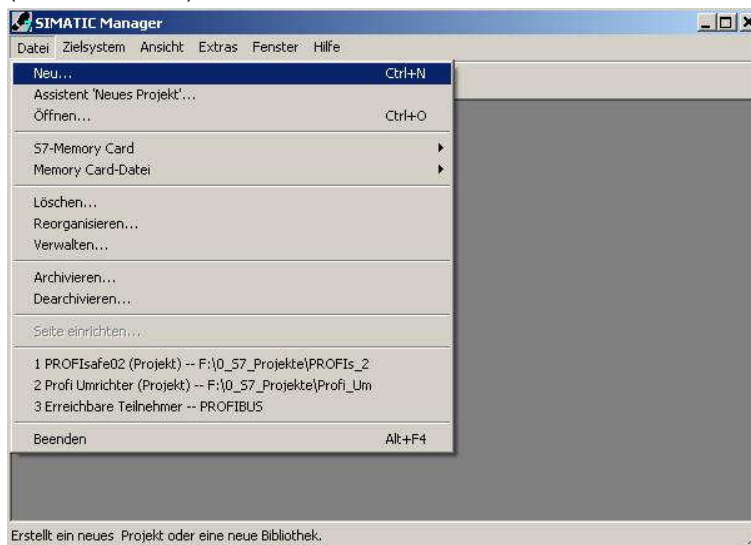 SIMATIC Manager
Datei Zielsystem Ansicht Extras Fenster Hilfe
Neu... Ctrl+N
Assistent 'Neues Projekt'...
Öffnen... Ctrl+O
S7-Memory Card
Memory Card-Datei
Löschen...
Reorganisieren...
Verwalten...
Archivieren...
Dearchivieren...
Seite einrichten...
1 PROFIsafe02 (Projekt) -- F:\0_S7_Projekte\PROFIs_2
2 Profi Umrichter (Projekt) -- F:\0_S7_Projekte\Profi_Um
3 Erreichbare Teilnehmer -- PROFIBUS
Beenden Alt+F4
Erstellt ein neues Projekt oder eine neue Bibliothek.